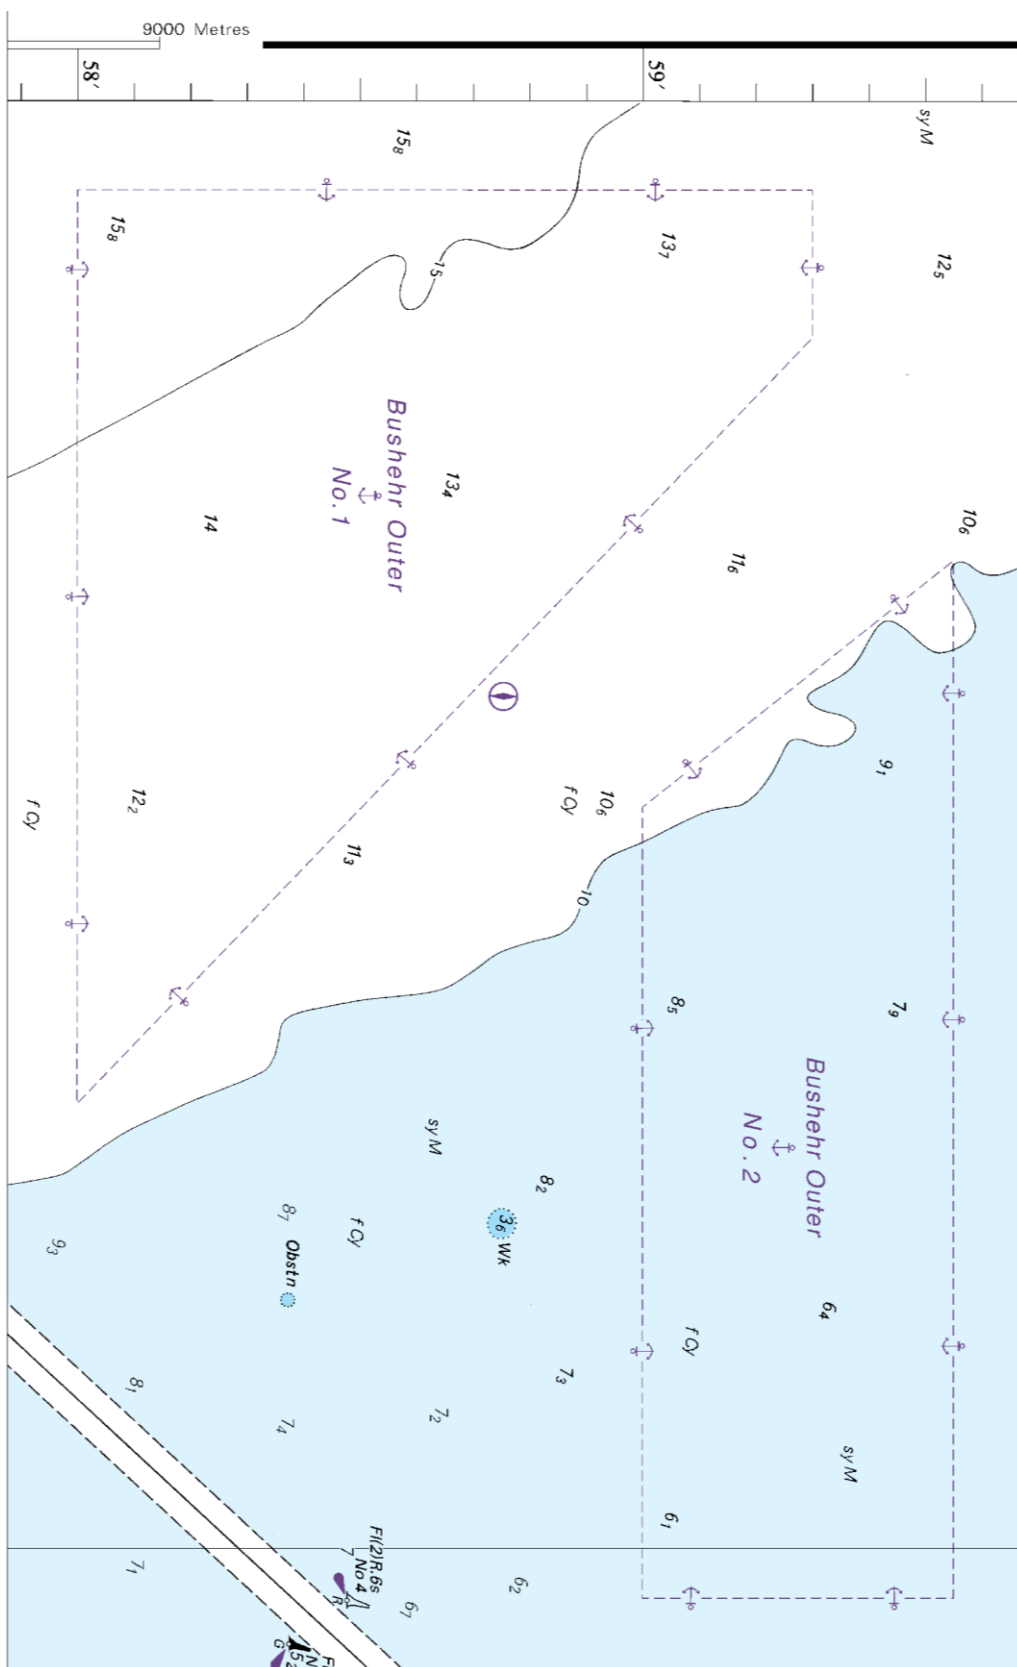 9000 Metres
58'
59'
sy M
15₈
15₈
13₇
12₅
15
Bushehr Outer
No.1
13₄
14
11₆
10₆
9₁
12₂
f Cy
f Cy
10₆
11₃
10
8₅
7₉
Bushehr Outer
No.2
sy M
8₂
8₇
f Cy
3₆ Wk
9₃
Obstn
6₄
f Cy
7₃
8₁
7₄
7₂
sy M
6₁
Fl(2)R.6s
7
No 4
R
7₁
6₇
6₂
G